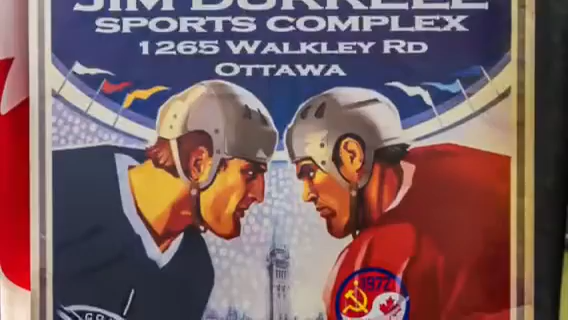 JIM DURRELL
SPORTS COMPLEX
1265 WALKLEY RD
OTTAWA
1972